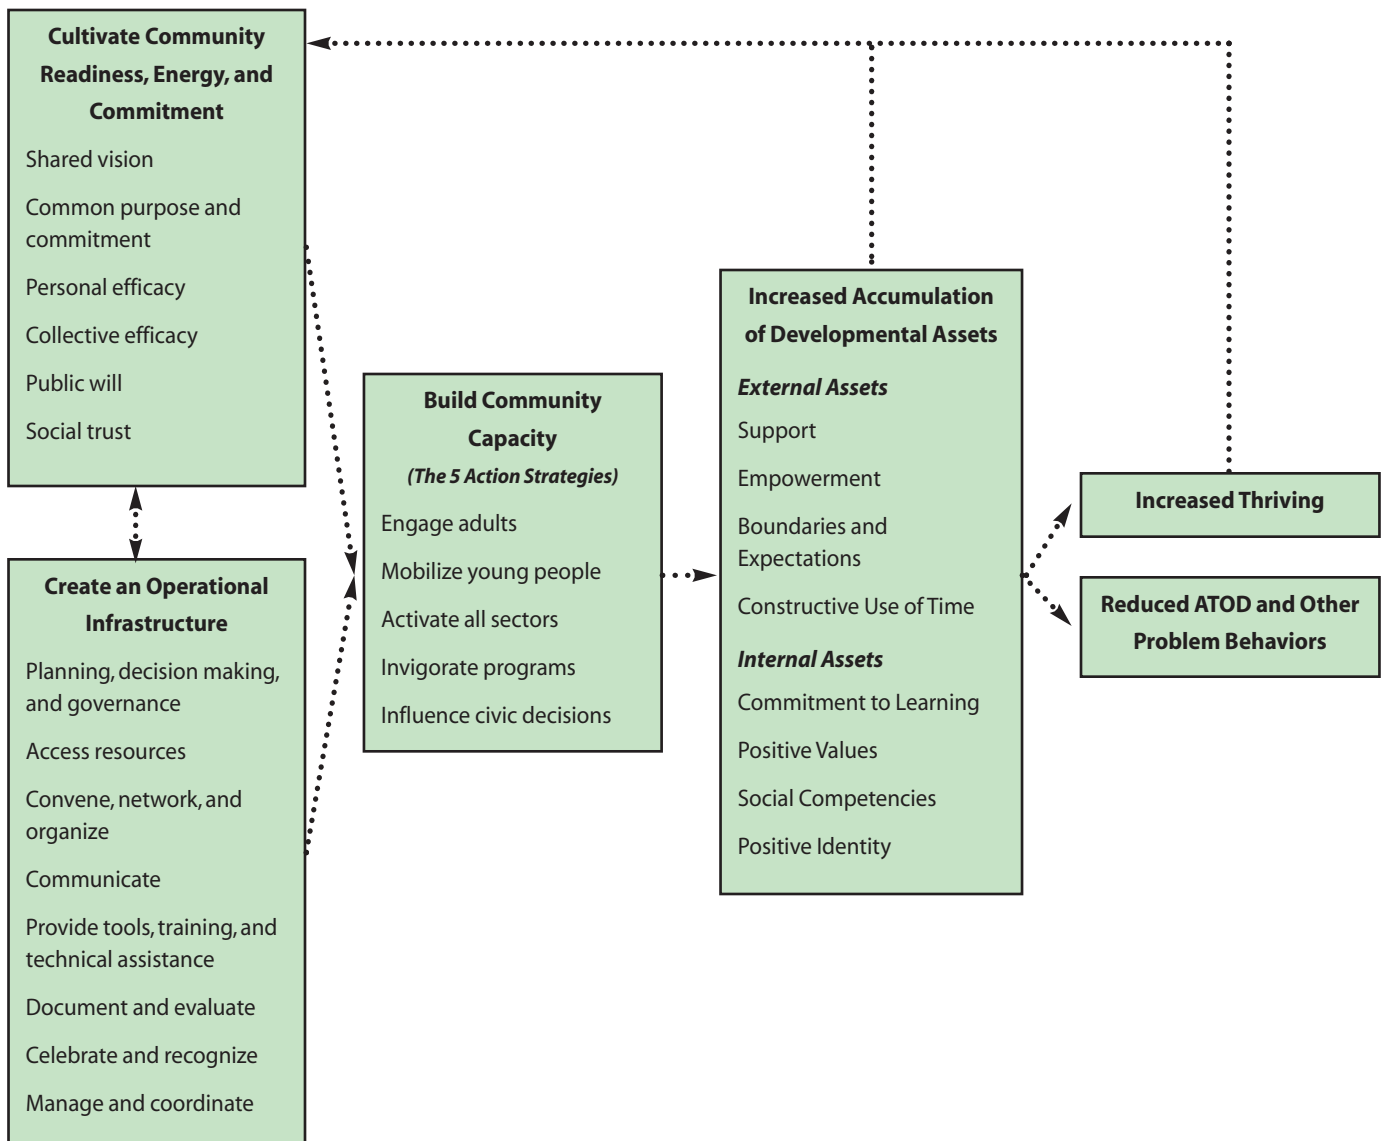 Cultivate Community
Readiness, Energy, and
Commitment
Shared vision
Common purpose and
commitment
Personal efficacy
Collective efficacy
Public will
Social trust
Create an Operational
Infrastructure
Planning, decision making,
and governance
Access resources
Convene, network, and
organize
Communicate
Provide tools, training, and
technical assistance
Document and evaluate
Celebrate and recognize
Manage and coordinate
Build Community
Capacity
(The 5 Action Strategies)
Engage adults
Mobilize young people
Activate all sectors
Invigorate programs
Influence civic decisions
Increased Accumulation
of Developmental Assets
External Assets
Support
Empowerment
Boundaries and
Expectations
Constructive Use of Time
Internal Assets
Commitment to Learning
Positive Values
Social Competencies
Positive Identity
Increased Thriving
Reduced ATOD and Other
Problem Behaviors